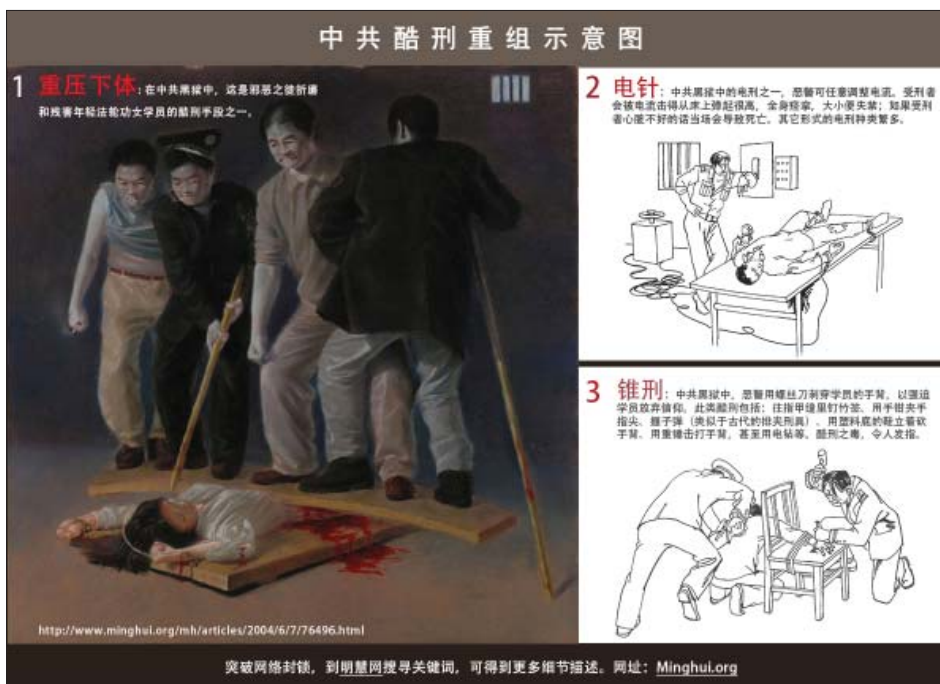 中共酷刑重组示意图
1 重压下体：在中共黑狱中，这是邪恶之徒折磨
和残害年轻法轮功女学员的酷刑手段之一。
http://www.minghui.org/mh/articles/2004/6/7/76496.html
2 电针：中共黑狱中的电刑之一。恶警可任意调整电流。受刑者
会被电流击得从床上弹起很高，全身痉挛，大小便失禁；如果受刑
者心脏不好的话当场会导致死亡。其它形式的电刑种类繁多。
3 锥刑：中共黑狱中，恶警用螺丝刀刺穿学员的手背，以强迫
学员放弃信仰。此类酷刑包括：往指甲缝里钉竹签、用手钳夹手
指尖、握子弹（类似于古代的排夹刑具）、用塑料底的鞋立着砍
手背、用重锤击打手背，甚至用电钻等。酷刑之毒，令人发指。
突破网络封锁，到明慧网搜寻关键词，可得到更多细节描述。网址：Minghui.org